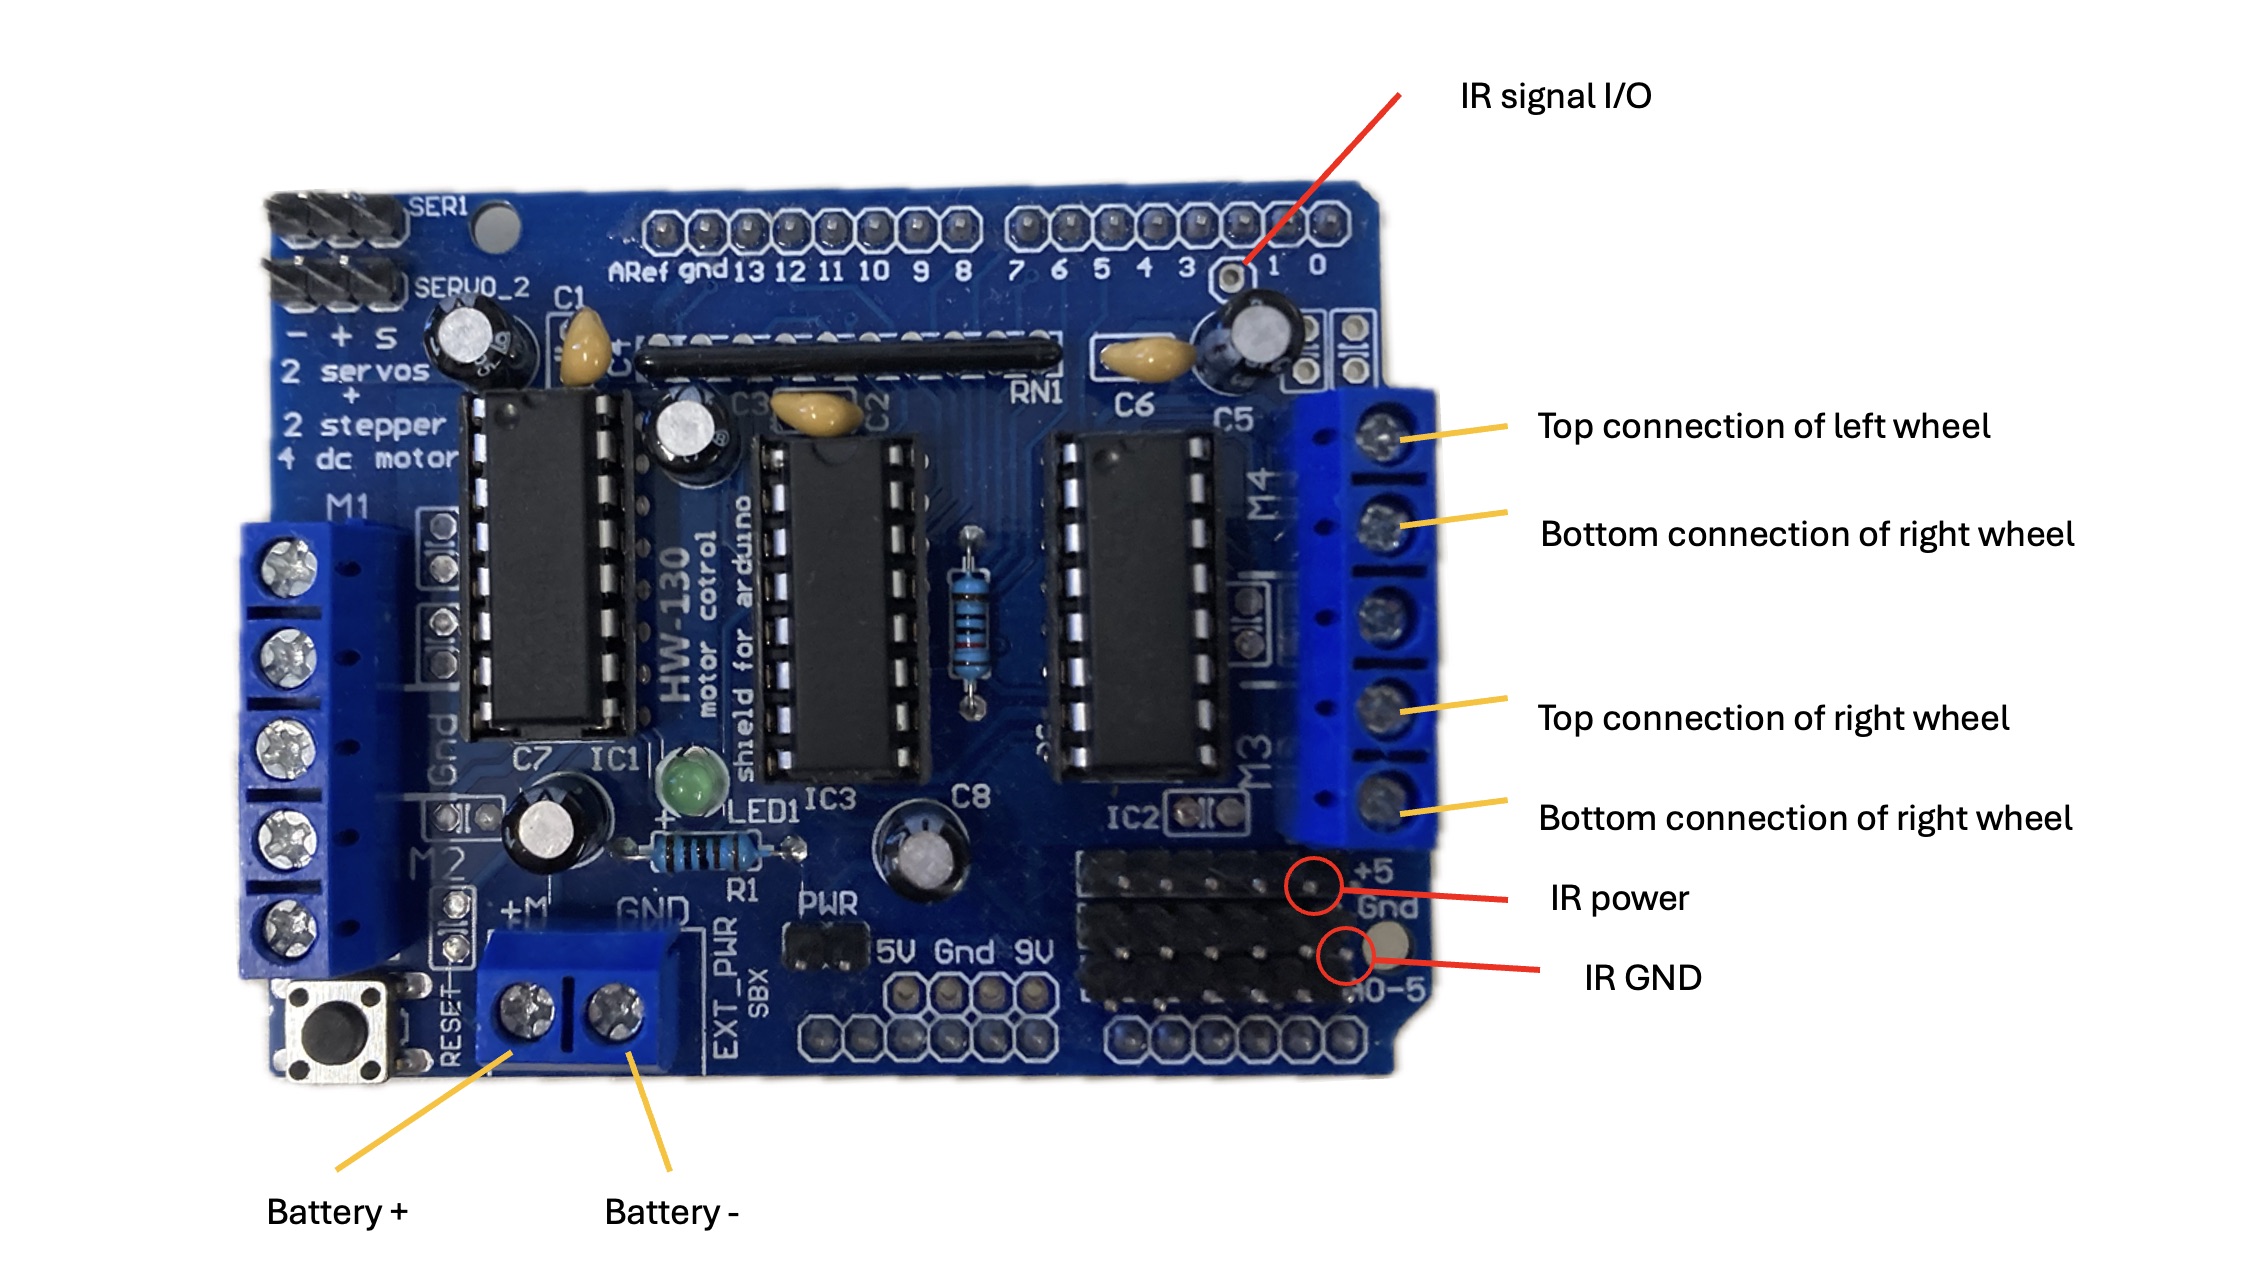 IR signal I/O
SER1
ARef gnd 13 12 11 10 9 8 7 6 5 4 3 1 0
SERVO_2
C1
- + S
2 servos
+
2 stepper
4 dc motor
C4
RN1
C3
C2
C6
C5
M1
M4
Top connection of left wheel
Bottom connection of right wheel
HW-130
motor cotrol
shield for arduino
Gnd
M3
Top connection of right wheel
C7 IC1
IC3
C8
LED1
+
IC2
Bottom connection of right wheel
M2
R1
+5
Gnd
IR power
+M GND
PWR
5V Gnd 9V
IR GND
A0-5
RESET
EXT_PWR
SBX
Battery +
Battery -